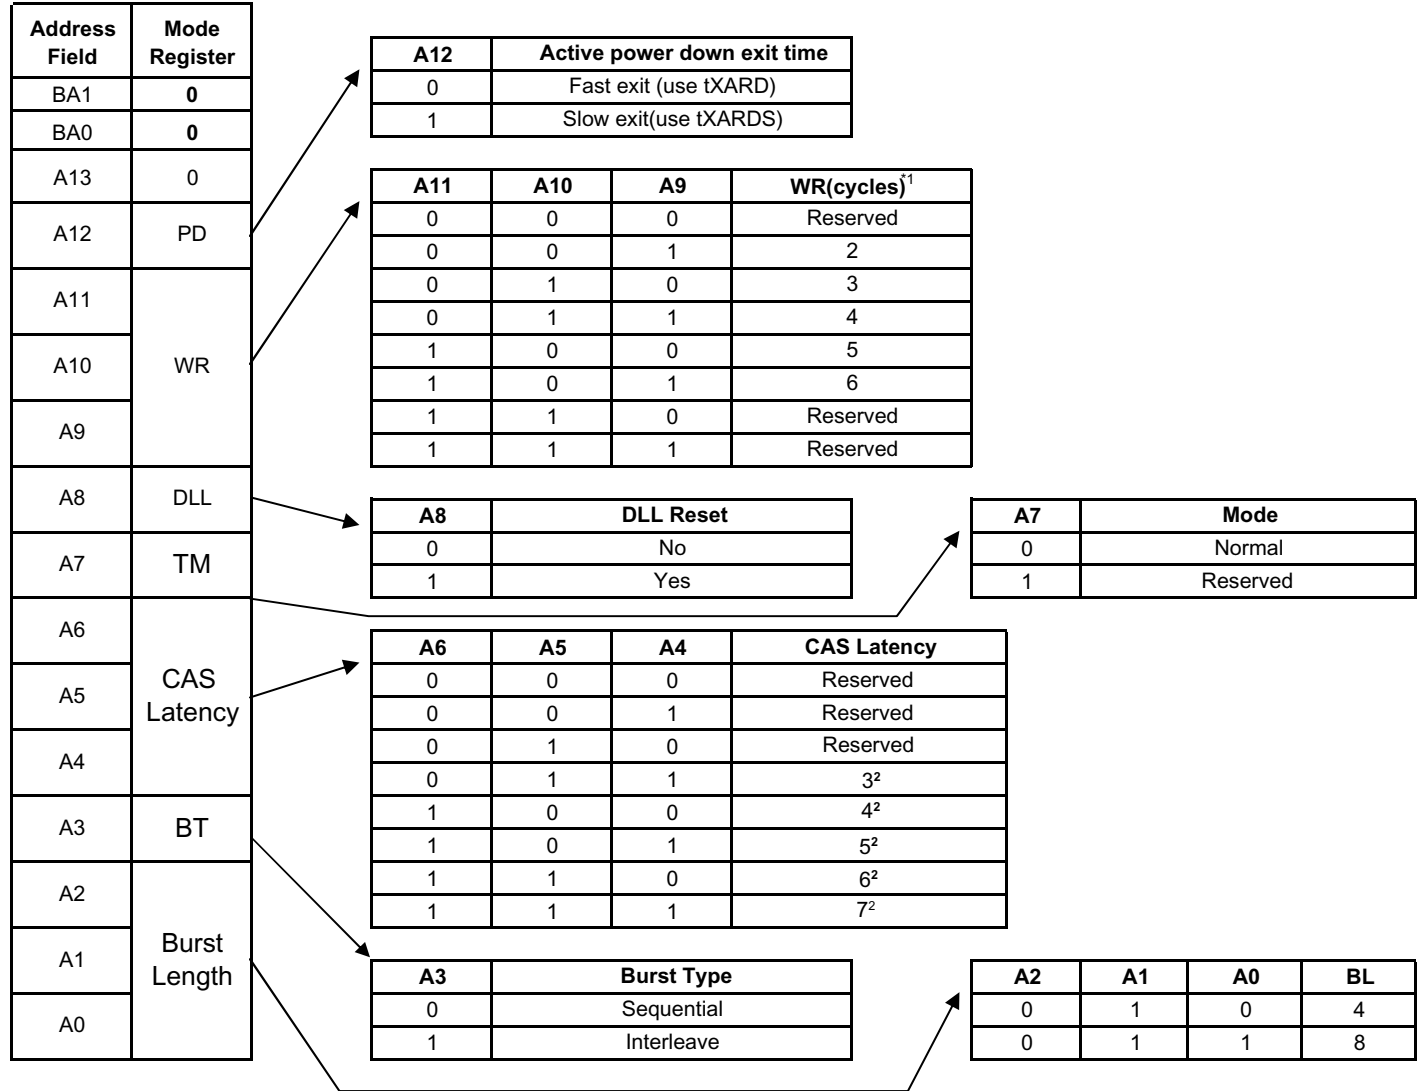 Address Field Mode Register
BA1 0
BA0 0
A13 0
A12 PD
A11
A10 WR
A9
A8 DLL
A7 TM
A6
A5 CAS Latency
A4
A3 BT
A2
A1 Burst Length
A0
A12 Active power down exit time
0 Fast exit (use tXARD)
1 Slow exit(use tXARDS)
A11 A10 A9 WR(cycles)*1
0 0 0 Reserved
0 0 1 2
0 1 0 3
0 1 1 4
1 0 0 5
1 0 1 6
1 1 0 Reserved
1 1 1 Reserved
A8 DLL Reset
0 No
1 Yes
A7 Mode
0 Normal
1 Reserved
A6 A5 A4 CAS Latency
0 0 0 Reserved
0 0 1 Reserved
0 1 0 Reserved
0 1 1 3²
1 0 0 4²
1 0 1 5²
1 1 0 6²
1 1 1 7²
A3 Burst Type
0 Sequential
1 Interleave
A2 A1 A0 BL
0 1 0 4
0 1 1 8